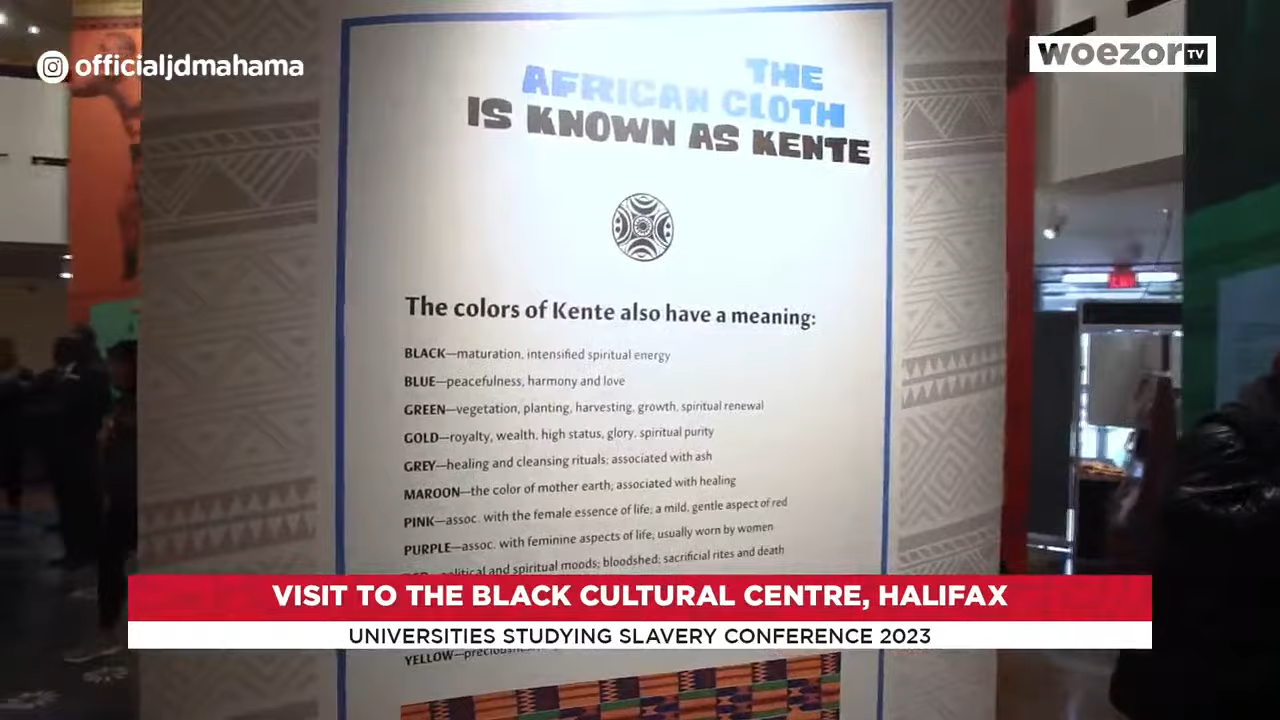 officialjdmahama
woezor TV
THE
AFRICAN CLOTH
IS KNOWN AS KENTE
The colors of Kente also have a meaning:
BLACK—maturation, intensified spiritual energy
BLUE—peacefulness, harmony and love
GREEN—vegetation, planting, harvesting, growth, spiritual renewal
GOLD—royalty, wealth, high status, glory, spiritual purity
GREY—healing and cleansing rituals; associated with ash
MAROON—the color of mother earth; associated with healing
PINK—assoc. with the female essence of life; a mild, gentle aspect of red
PURPLE—assoc. with feminine aspects of life; usually worn by women
and spiritual moods; bloodshed; sacrificial rites and death
VISIT TO THE BLACK CULTURAL CENTRE, HALIFAX
UNIVERSITIES STUDYING SLAVERY CONFERENCE 2023
YELLOW—
EXIT